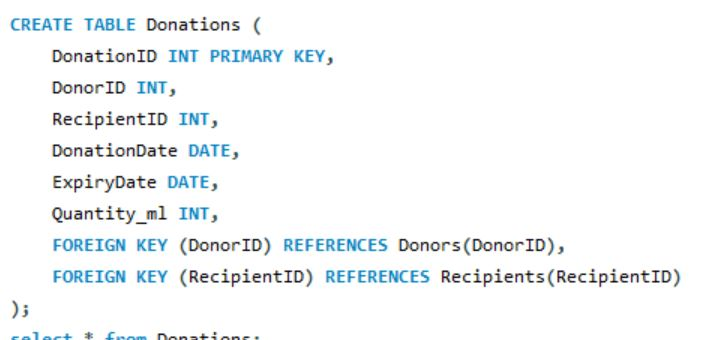 CREATE TABLE Donations (
    DonationID INT PRIMARY KEY,
    DonorID INT,
    RecipientID INT,
    DonationDate DATE,
    ExpiryDate DATE,
    Quantity_ml INT,
    FOREIGN KEY (DonorID) REFERENCES Donors(DonorID),
    FOREIGN KEY (RecipientID) REFERENCES Recipients(RecipientID)
);
select * from Donations;